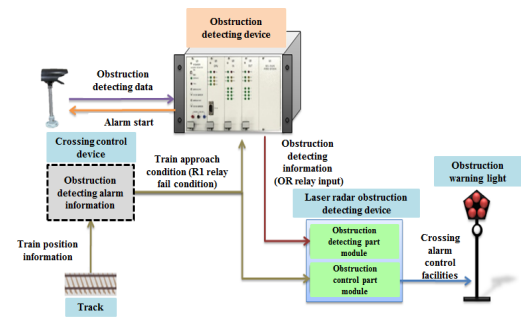 Obstruction
detecting device
Obstruction
detecting data
Alarm start
Crossing control
device
Obstruction
detecting alarm
information
Train approach
condition (R1 relay
fail condition)
Obstruction
detecting
information
(OR relay input)
Obstruction
warning light
Laser radar obstruction
detecting device
Obstruction
detecting part
module
Obstruction
control part
module
Crossing
alarm
control
facilities
Train position
information
Track